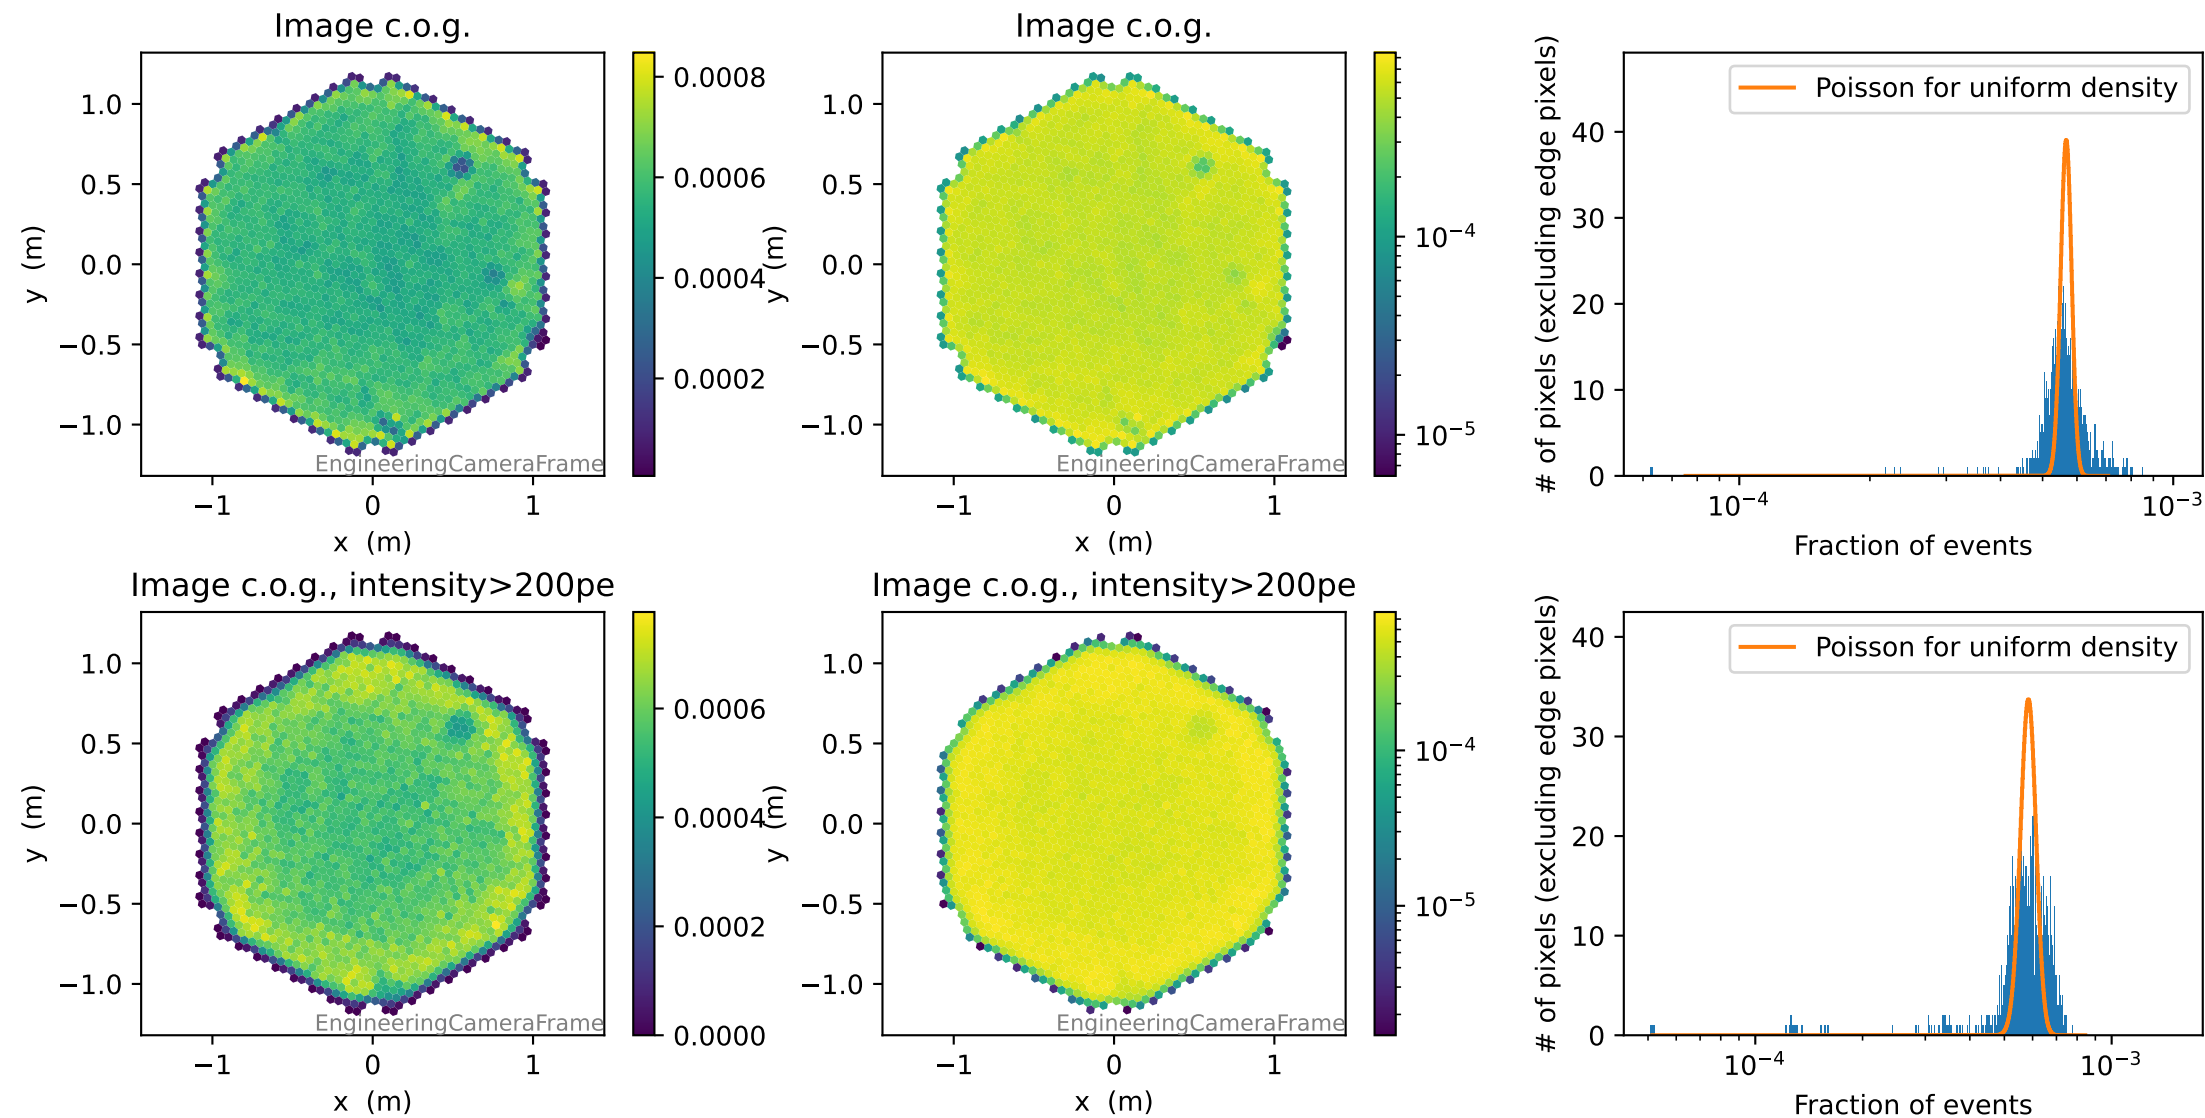 Image c.o.g.
y (m)
1.0
0.5
0.0
−0.5
−1.0
−1 0 1
x (m)
EngineeringCameraFrame
0.0008
0.0006
0.0004
0.0002
Image c.o.g.
y (m)
1.0
0.5
0.0
−0.5
−1.0
−1 0 1
x (m)
EngineeringCameraFrame
10⁻⁴
10⁻⁵
# of pixels (excluding edge pixels)
Poisson for uniform density
40
30
20
10
0
10⁻⁴ 10⁻³
Fraction of events
Image c.o.g., intensity>200pe
y (m)
1.0
0.5
0.0
−0.5
−1.0
−1 0 1
x (m)
EngineeringCameraFrame
0.0006
0.0004
0.0002
0.0000
Image c.o.g., intensity>200pe
y (m)
1.0
0.5
0.0
−0.5
−1.0
−1 0 1
x (m)
EngineeringCameraFrame
10⁻⁴
10⁻⁵
# of pixels (excluding edge pixels)
Poisson for uniform density
40
30
20
10
0
10⁻⁴ 10⁻³
Fraction of events